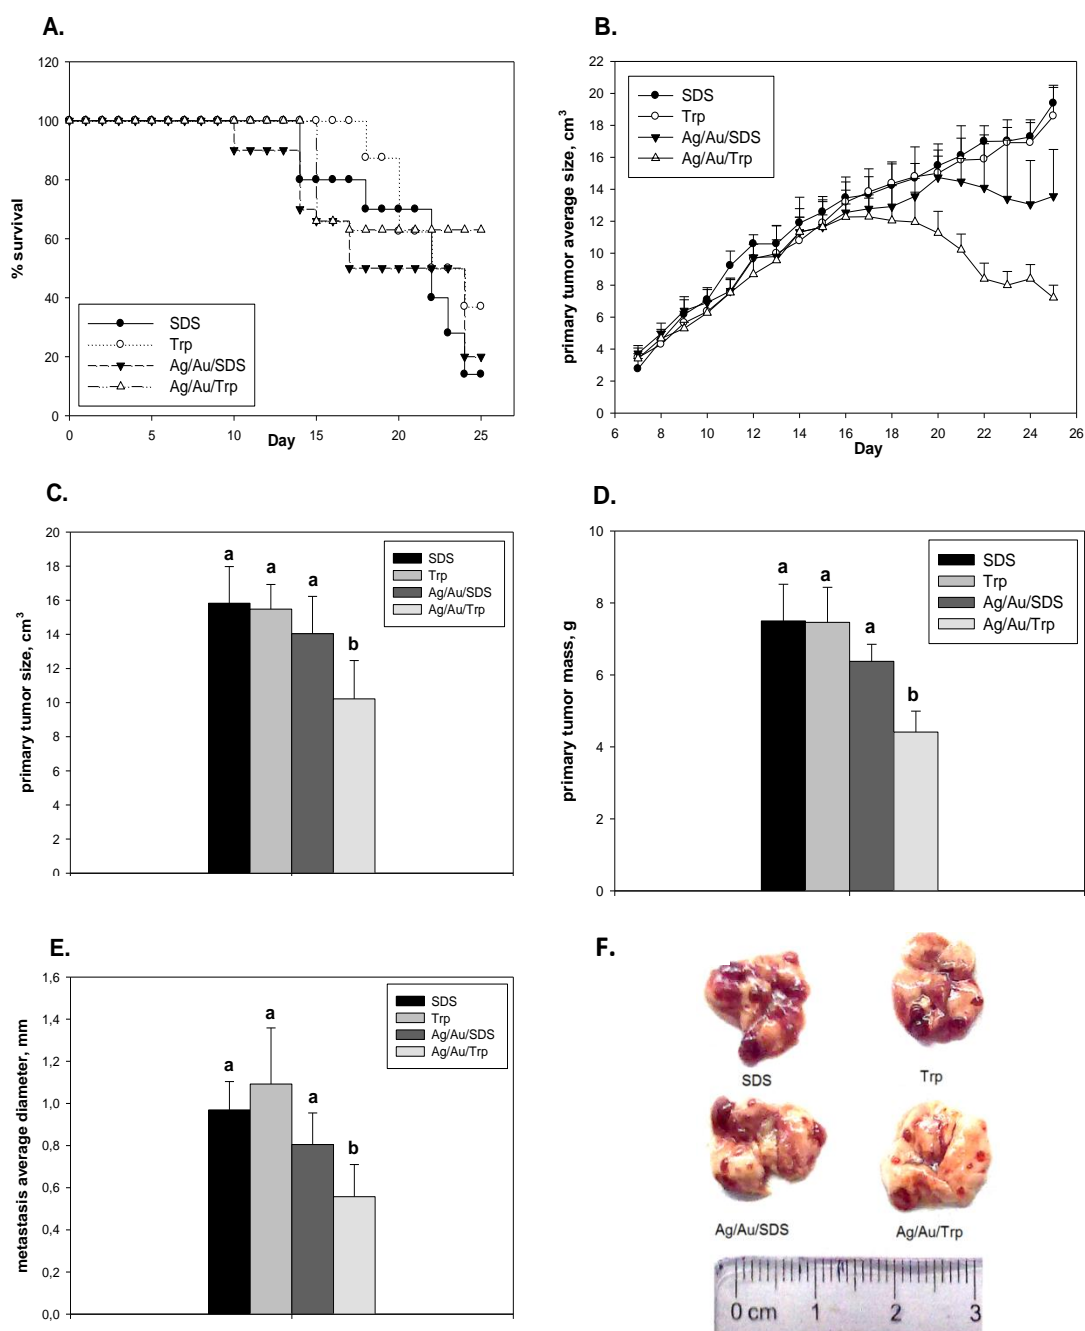 A.
120
100
80
60
40
20
0
% survival
SDS
Trp
Ag/Au/SDS
Ag/Au/Trp
0 5 10 15 20 25
Day
B.
22
20
18
16
14
12
10
8
6
4
2
0
primary tumor average size, cm³
SDS
Trp
Ag/Au/SDS
Ag/Au/Trp
6 8 10 12 14 16 18 20 22 24 26
Day
C.
20
18
16
14
12
10
8
6
4
2
0
primary tumor size, cm³
a a a b
SDS
Trp
Ag/Au/SDS
Ag/Au/Trp
D.
10
8
6
4
2
0
primary tumor mass, g
a a a b
SDS
Trp
Ag/Au/SDS
Ag/Au/Trp
E.
1,6
1,4
1,2
1,0
0,8
0,6
0,4
0,2
0,0
metastasis average diameter, mm
a a a b
SDS
Trp
Ag/Au/SDS
Ag/Au/Trp
F.
SDS Trp
Ag/Au/SDS Ag/Au/Trp
0 cm 1 2 3